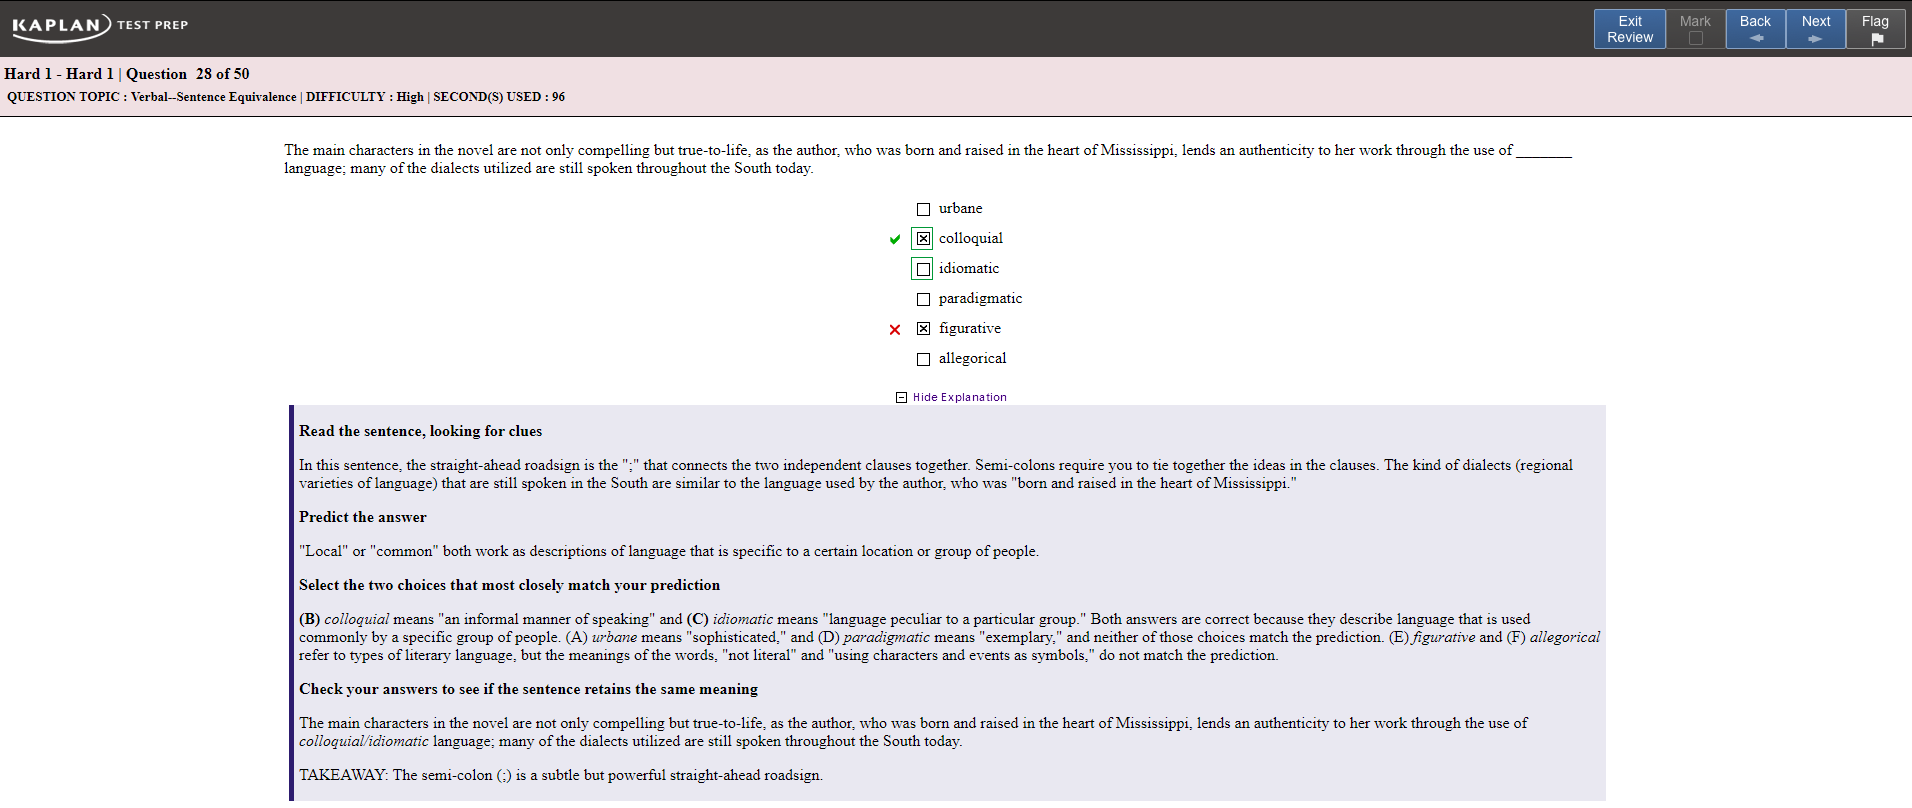 KAPLAN TEST PREP
Exit Review
Mark
Back
Next
Flag
Hard 1 - Hard 1 | Question 28 of 50
QUESTION TOPIC : Verbal--Sentence Equivalence | DIFFICULTY : High | SECOND(S) USED : 96
The main characters in the novel are not only compelling but true-to-life, as the author, who was born and raised in the heart of Mississippi, lends an authenticity to her work through the use of _______
language; many of the dialects utilized are still spoken throughout the South today.
urbane
colloquial
idiomatic
paradigmatic
figurative
allegorical
Hide Explanation
Read the sentence, looking for clues
In this sentence, the straight-ahead roadsign is the ";" that connects the two independent clauses together. Semi-colons require you to tie together the ideas in the clauses. The kind of dialects (regional
varieties of language) that are still spoken in the South are similar to the language used by the author, who was "born and raised in the heart of Mississippi."
Predict the answer
"Local" or "common" both work as descriptions of language that is specific to a certain location or group of people.
Select the two choices that most closely match your prediction
(B) colloquial means "an informal manner of speaking" and (C) idiomatic means "language peculiar to a particular group." Both answers are correct because they describe language that is used
commonly by a specific group of people. (A) urbane means "sophisticated," and (D) paradigmatic means "exemplary," and neither of those choices match the prediction. (E) figurative and (F) allegorical
refer to types of literary language, but the meanings of the words, "not literal" and "using characters and events as symbols," do not match the prediction.
Check your answers to see if the sentence retains the same meaning
The main characters in the novel are not only compelling but true-to-life, as the author, who was born and raised in the heart of Mississippi, lends an authenticity to her work through the use of
colloquial/idiomatic language; many of the dialects utilized are still spoken throughout the South today.
TAKEAWAY: The semi-colon (;) is a subtle but powerful straight-ahead roadsign.